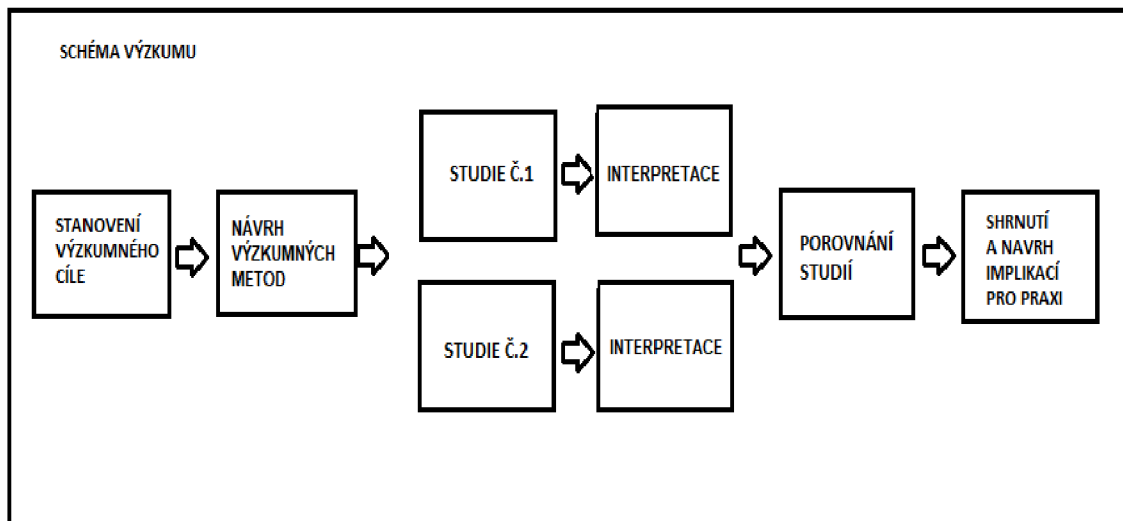 SCHÉMA VÝZKUMU
STANOVENÍ
VÝZKUMNÉHO
CÍLE
NÁVRH
VÝZKUMNÝCH
METOD
STUDIE Č.1
INTERPRETACE
STUDIE Č.2
INTERPRETACE
POROVNÁNÍ
STUDIÍ
SHRNUTÍ
A NAVRH
IMPLIKACÍ
PRO PRAXI